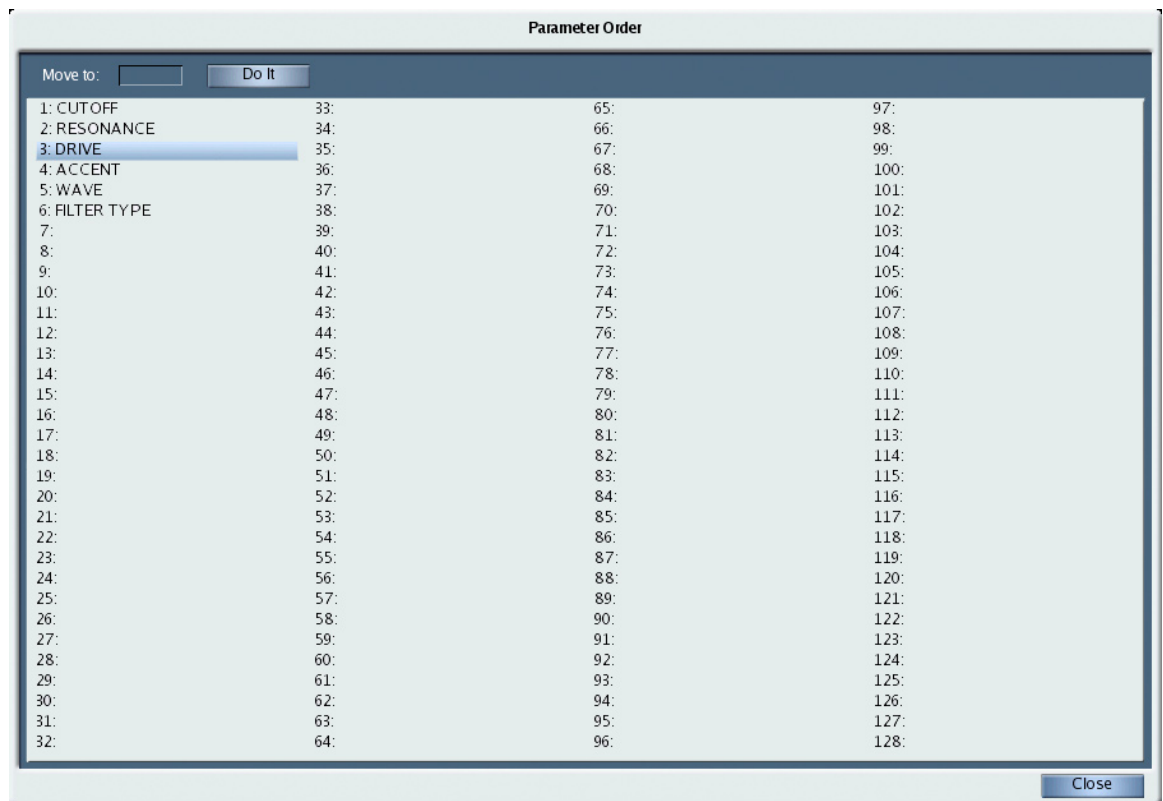 Parameter Order
Move to: Do It
1: CUTOFF 33: 65: 97:
2: RESONANCE 34: 66: 98:
3: DRIVE 35: 67: 99:
4: ACCENT 36: 68: 100:
5: WAVE 37: 69: 101:
6: FILTER TYPE 38: 70: 102:
7: 39: 71: 103:
8: 40: 72: 104:
9: 41: 73: 105:
10: 42: 74: 106:
11: 43: 75: 107:
12: 44: 76: 108:
13: 45: 77: 109:
14: 46: 78: 110:
15: 47: 79: 111:
16: 48: 80: 112:
17: 49: 81: 113:
18: 50: 82: 114:
19: 51: 83: 115:
20: 52: 84: 116:
21: 53: 85: 117:
22: 54: 86: 118:
23: 55: 87: 119:
24: 56: 88: 120:
25: 57: 89: 121:
26: 58: 90: 122:
27: 59: 91: 123:
28: 60: 92: 124:
29: 61: 93: 125:
30: 62: 94: 126:
31: 63: 95: 127:
32: 64: 96: 128:
Close